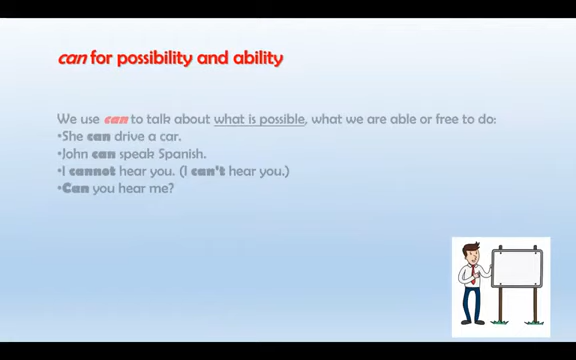 can for possibility and ability
We use can to talk about what is possible, what we are able or free to do:
•She can drive a car.
•John can speak Spanish.
•I cannot hear you. (I can't hear you.)
•Can you hear me?